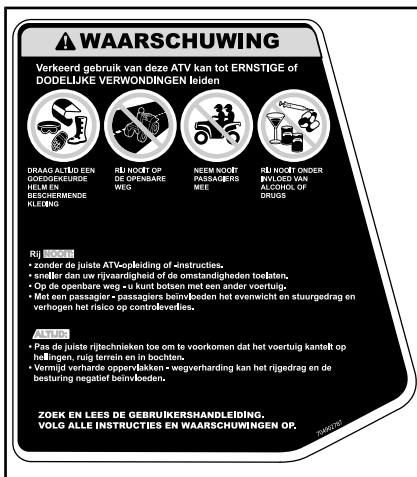 WAARSCHUWING
Verkeerd gebruik van deze ATV kan tot ERNSTIGE of
DODELIJKE VERWONDINGEN leiden
DRAAG ALTIJD EEN
GOEDGEKEURDE
HELM EN
BESCHERMENDE
KLEDING
RIJ NOOIT OP
DE OPENBARE
WEG
NEEM NOOIT
PASSAGIERS
MEE
RIJ NOOIT ONDER
INVLOED VAN
ALCOHOL OF
DRUGS
Rij NOOIT:
• zonder de juiste ATV-opleiding of -instructies.
• sneller dan uw rijvaardigheid of de omstandigheden toelaten.
• Op de openbare weg - u kunt botsen met een ander voertuig.
• Met een passagier - passagiers beïnvloeden het evenwicht en stuurgedrag en
verhogen het risico op controleverlies.
ALTIJD:
• Pas de juiste rijtechnieken toe om te voorkomen dat het voertuig kantelt op
hellingen, ruig terrein en in bochten.
• Vermijd verharde oppervlakken - wegverharding kan het rijgedrag en de
besturing negatief beïnvloeden.
ZOEK EN LEES DE GEBRUIKERSHANDLEIDING.
VOLG ALLE INSTRUCTIES EN WAARSCHUWINGEN OP.
704902787